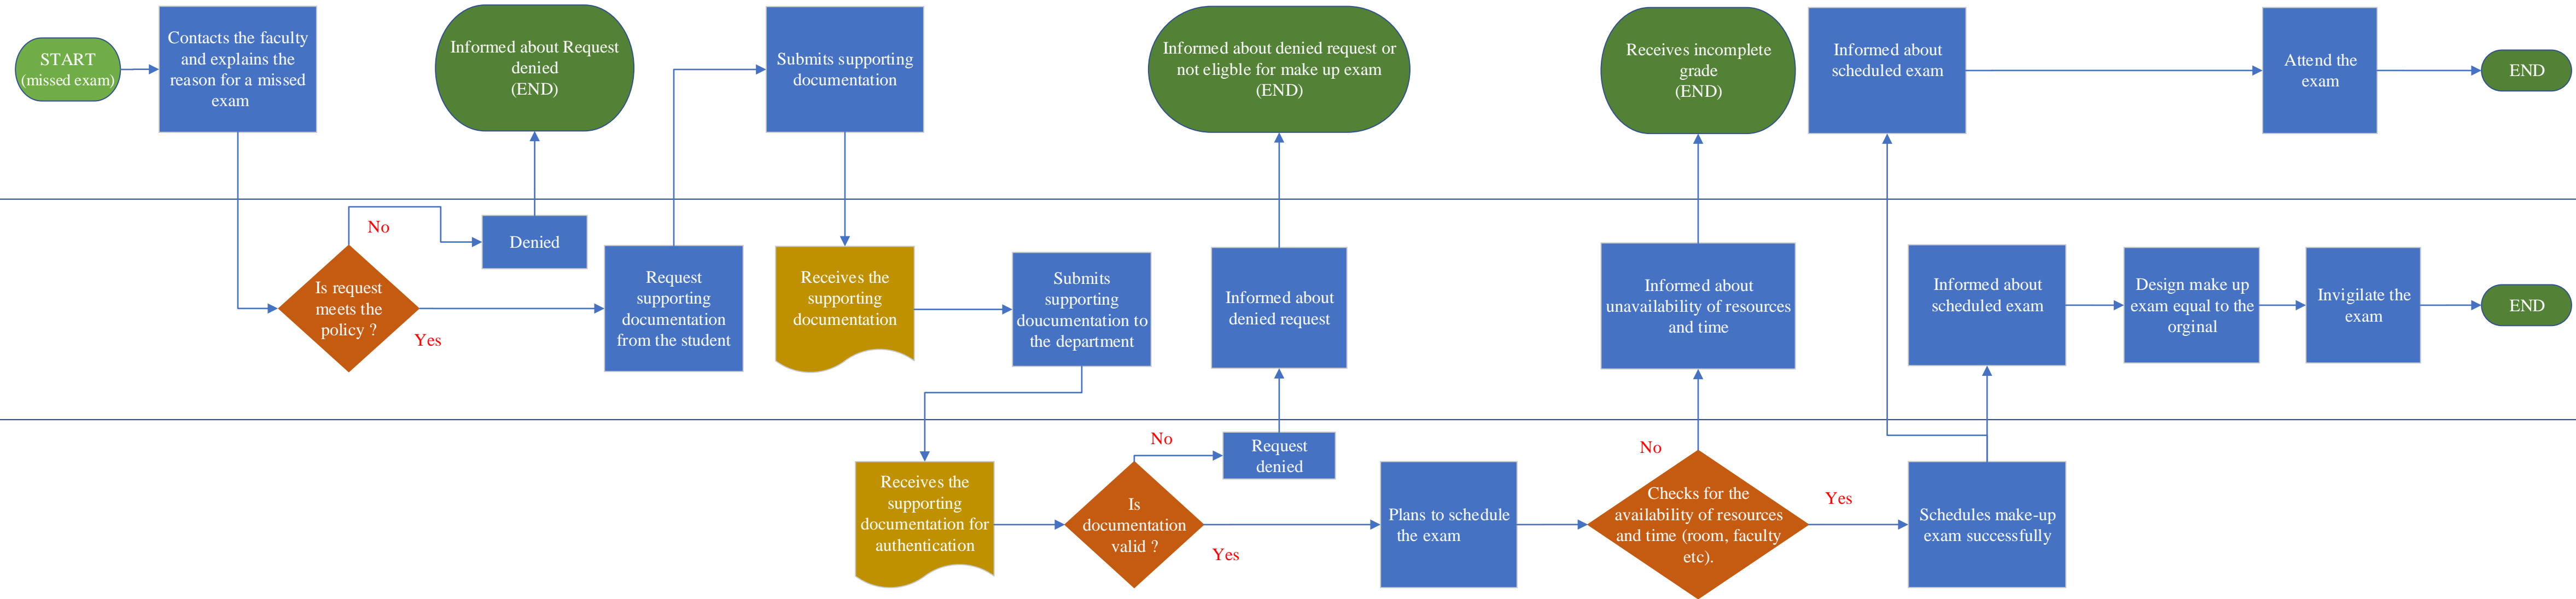 START
(missed exam)
Contacts the faculty
and explains the
reason for a missed
exam
Informed about Request
denied
(END)
Submits supporting
documentation
Informed about denied request or
not eligble for make up exam
(END)
Receives incomplete
grade
(END)
Informed about
scheduled exam
Attend the
exam
END
No
Denied
Is request
meets the
policy ?
Yes
Request
supporting
documentation
from the student
Receives the
supporting
documentation
Submits
supporting
doucumentation to
the department
Informed about
denied request
Informed about
unavailability of resources
and time
Informed about
scheduled exam
Design make up
exam equal to the
orginal
Invigilate the
exam
END
Receives the
supporting
documentation for
authentication
No
Is
documentation
valid ?
Yes
Request
denied
Plans to schedule
the exam
No
Checks for the
availability of resources
and time (room, faculty
etc).
Yes
Schedules make-up
exam successfully